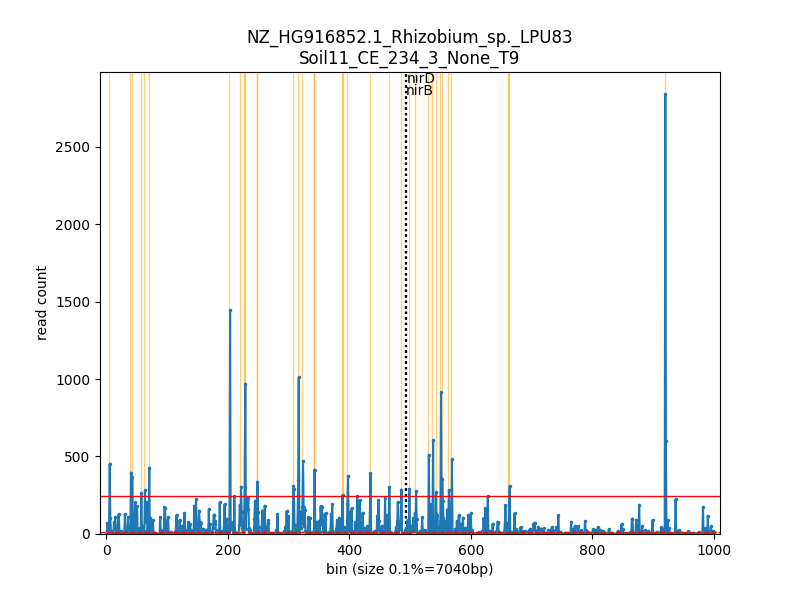 NZ_HG916852.1_Rhizobium_sp._LPU83
Soil11_CE_234_3_None_T9
nirD
nirB
2500
2000
1500
1000
500
0
read count
0 200 400 600 800 1000
bin (size 0.1%=7040bp)